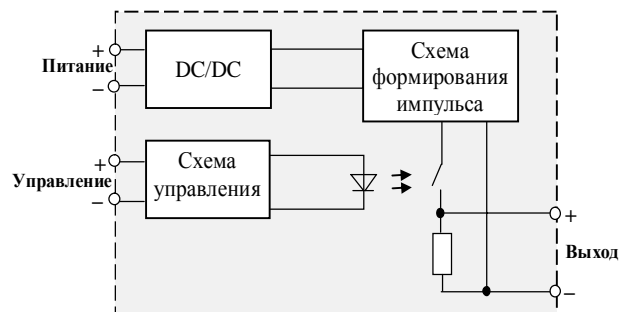 +
Питание
−
DC/DC
Схема
формирования
импульса
+
Управление
−
Схема
управления
+
Выход
−